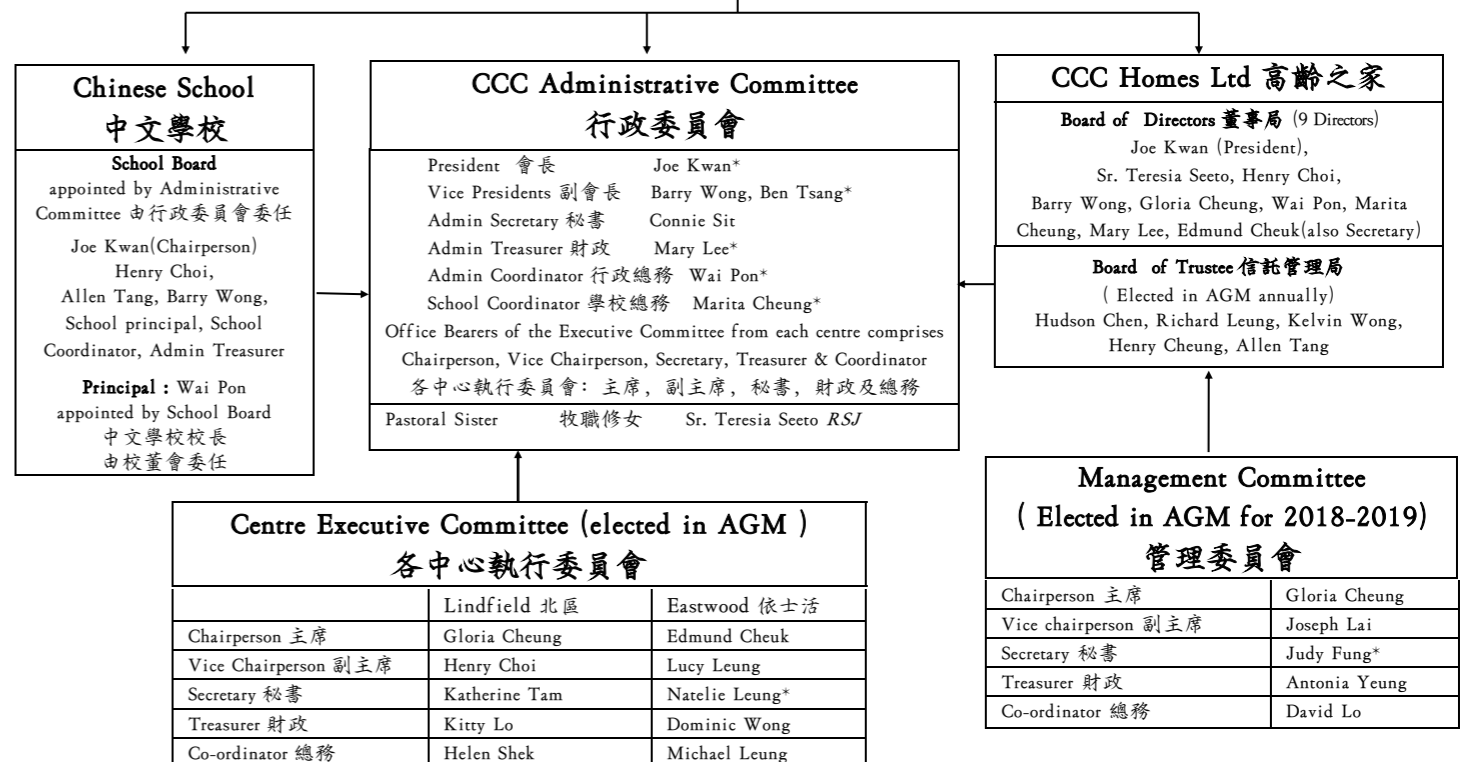 Chinese School
中文學校
School Board
appointed by Administrative
Committee 由行政委員會委任
Joe Kwan(Chairperson)
Henry Choi,
Allen Tang, Barry Wong,
School principal, School
Coordinator, Admin Treasurer
Principal : Wai Pon
appointed by School Board
中文學校校長
由校董會委任
CCC Administrative Committee
行政委員會
President 會長 Joe Kwan*
Vice Presidents 副會長 Barry Wong, Ben Tsang*
Admin Secretary 秘書 Connie Sit
Admin Treasurer 財政 Mary Lee*
Admin Coordinator 行政總務 Wai Pon*
School Coordinator 學校總務 Marita Cheung*
Office Bearers of the Executive Committee from each centre comprises
Chairperson, Vice Chairperson, Secretary, Treasurer & Coordinator
各中心執行委員會: 主席, 副主席, 秘書, 財政及總務
Pastoral Sister 牧職修女 Sr. Teresia Seeto RSJ
CCC Homes Ltd 高齡之家
Board of Directors 董事局 (9 Directors)
Joe Kwan (President),
Sr. Teresia Seeto, Henry Choi,
Barry Wong, Gloria Cheung, Wai Pon, Marita
Cheung, Mary Lee, Edmund Cheuk(also Secretary)
Board of Trustee 信託管理局
( Elected in AGM annually)
Hudson Chen, Richard Leung, Kelvin Wong,
Henry Cheung, Allen Tang
Centre Executive Committee (elected in AGM )
各中心執行委員會
Lindfield 北區 Eastwood 依士活
Chairperson 主席 Gloria Cheung Edmund Cheuk
Vice Chairperson 副主席 Henry Choi Lucy Leung
Secretary 秘書 Katherine Tam Natelie Leung*
Treasurer 財政 Kitty Lo Dominic Wong
Co-ordinator 總務 Helen Shek Michael Leung
Management Committee
( Elected in AGM for 2018-2019)
管理委員會
Chairperson 主席 Gloria Cheung
Vice chairperson 副主席 Joseph Lai
Secretary 秘書 Judy Fung*
Treasurer 財政 Antonia Yeung
Co-ordinator 總務 David Lo